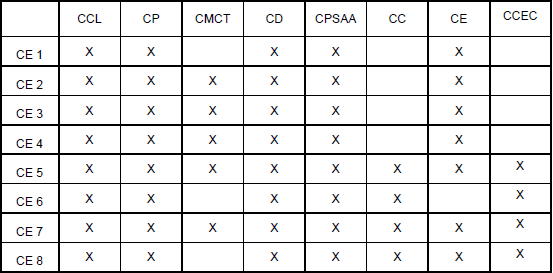 CCL CP CMCT CD CPSAA CC CE CCEC
CE 1 X X X X X
CE 2 X X X X X X
CE 3 X X X X X X
CE 4 X X X X X X
CE 5 X X X X X X X X
CE 6 X X X X X X
CE 7 X X X X X X X X
CE 8 X X X X X X X